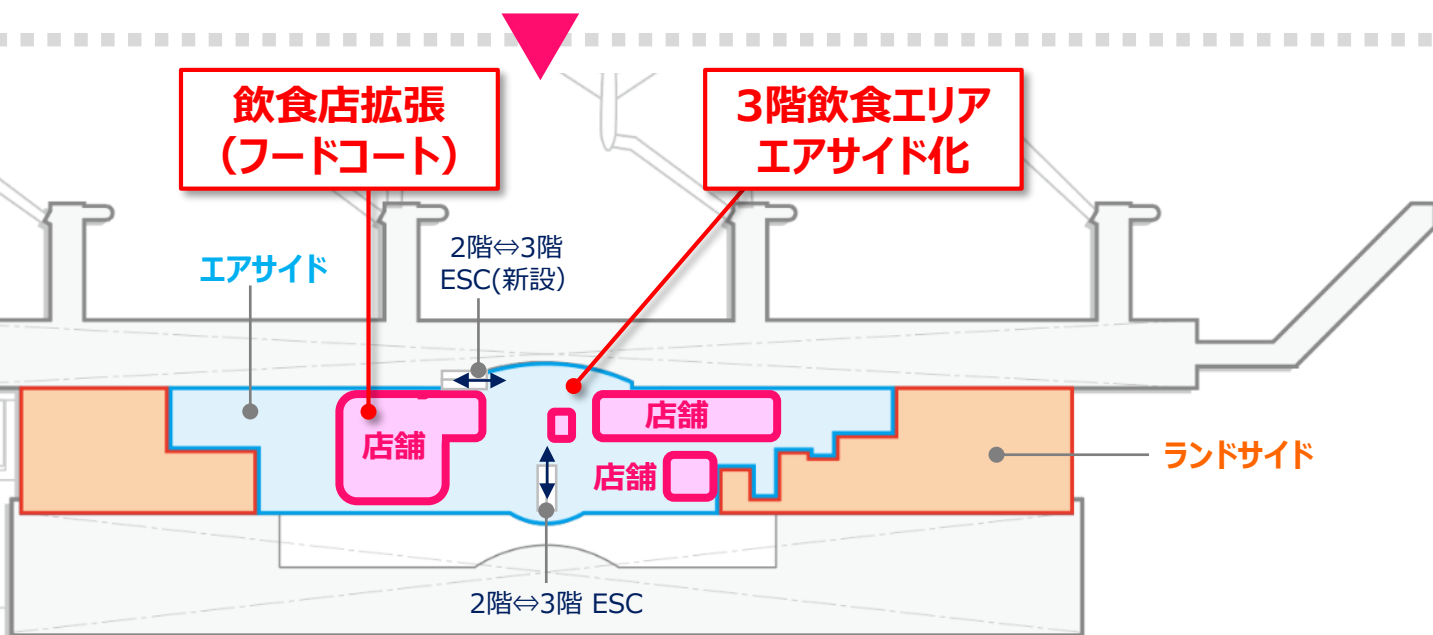 飲食店拡張
（フードコート）
3階飲食エリア
エアサイド化
2階⇔3階
ESC(新設）
エアサイド
店舗
店舗
店舗
ランドサイド
2階⇔3階 ESC